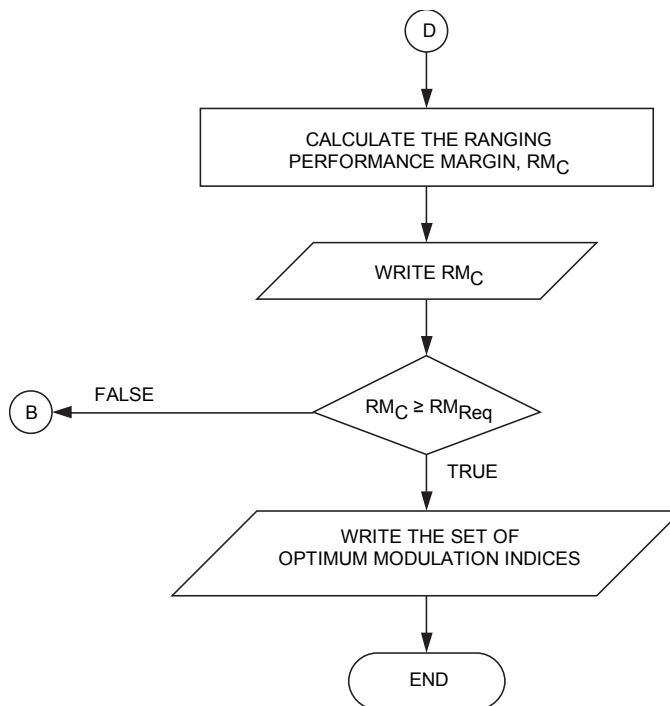 D
CALCULATE THE RANGING
PERFORMANCE MARGIN, RMC
WRITE RMC
FALSE
B
RMC ≥ RMReq
TRUE
WRITE THE SET OF
OPTIMUM MODULATION INDICES
END